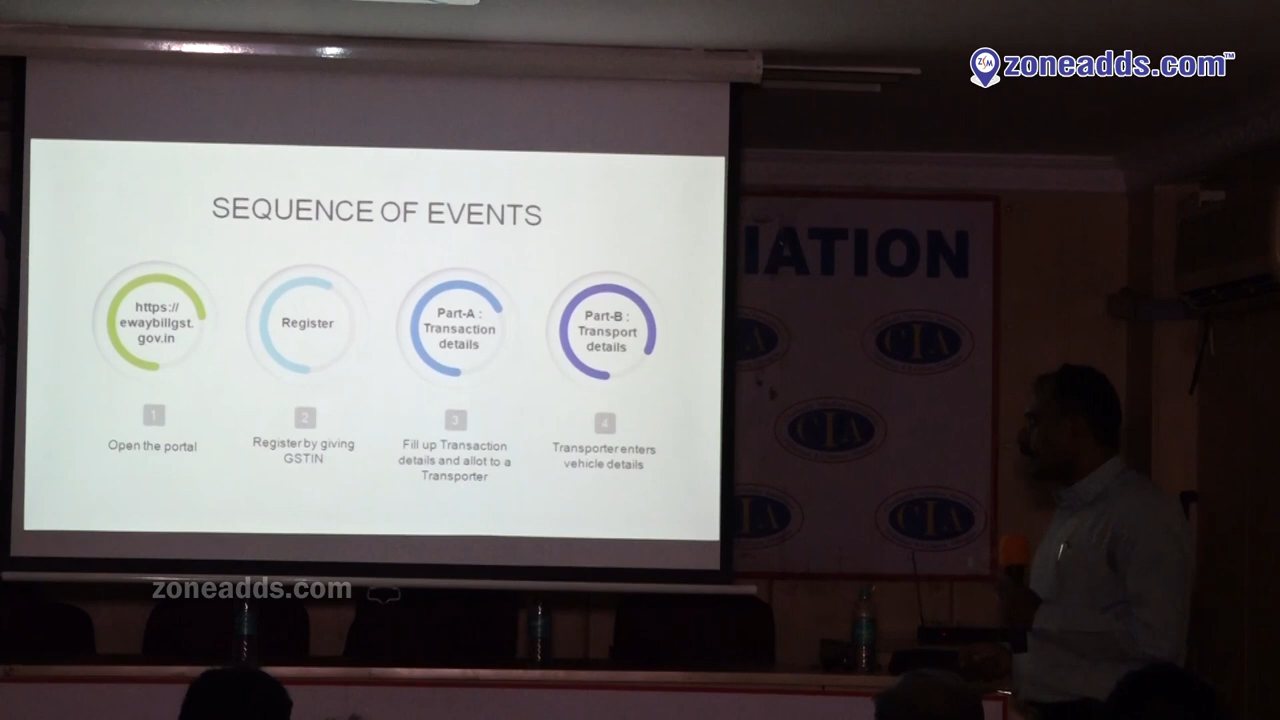 ZSM zoneadds.com™
SEQUENCE OF EVENTS
https://
ewaybillgst.
gov.in
1
Open the portal
Register
2
Register by giving
GSTIN
Part-A :
Transaction
details
3
Fill up Transaction
details and allot to a
Transporter
Part-B :
Transport
details
4
Transporter enters
vehicle details
IATION
CIA
CIA
CIA
zoneadds.com